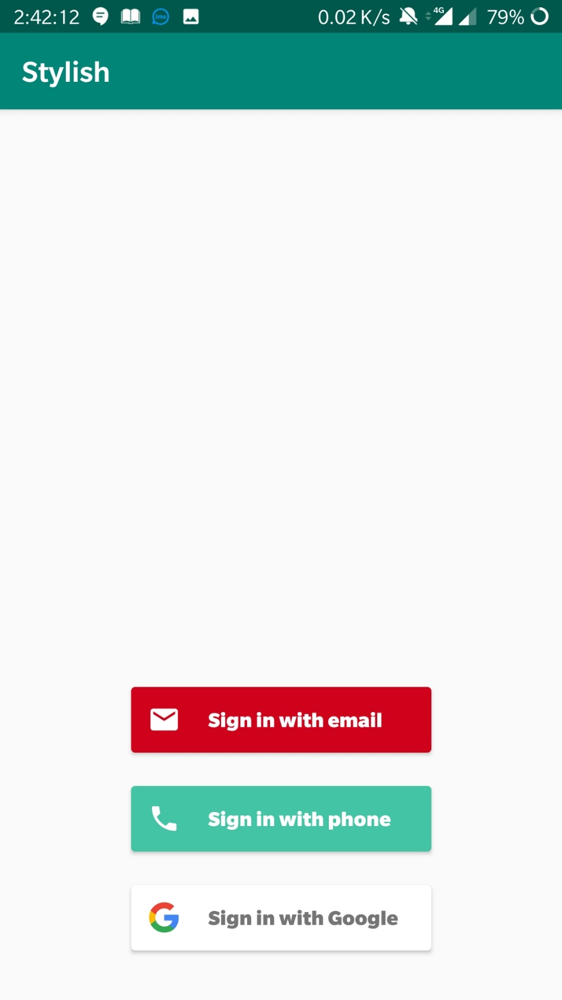 2:42:12 imo 0.02 K/s 4G 79%
Stylish
Sign in with email
Sign in with phone
Sign in with Google